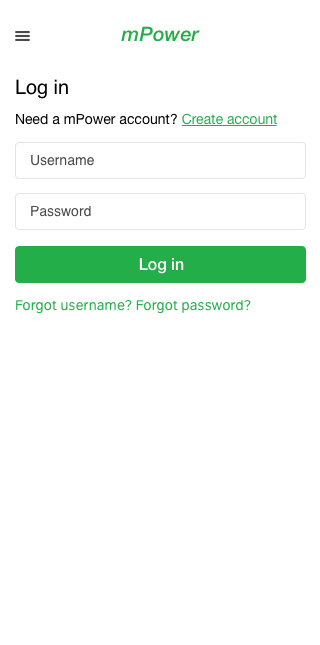 mPower
Log in
Need a mPower account? Create account
Username
Password
Log in
Forgot username? Forgot password?